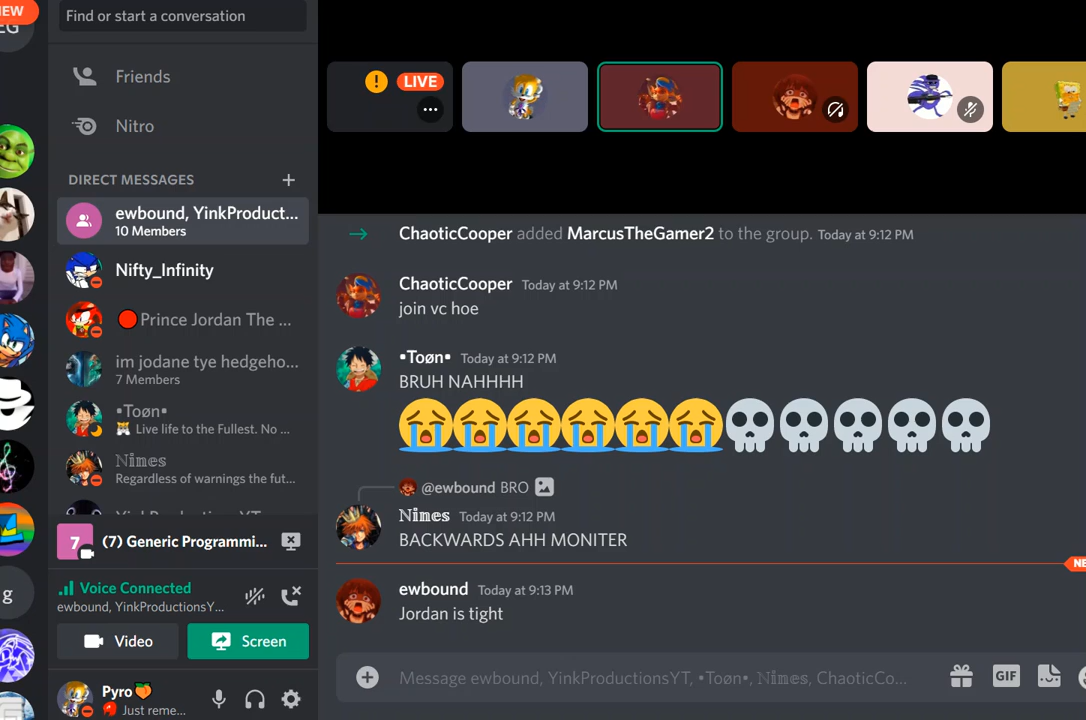 NEW
EG
Find or start a conversation
Friends
Nitro
DIRECT MESSAGES
ewbound, YinkProduct...
10 Members
Nifty_Infinity
Prince Jordan The ...
im jodane tye hedgeho...
7 Members
•Toøn•
Live life to the Fullest. No ...
ℕ𝕚𝕞𝕖𝕤
Regardless of warnings the fut...
g
7
(7) Generic Programmi...
Voice Connected
ewbound, YinkProductionsY...
Video
Screen
Pyro🍑
Just reme...
LIVE
ChaoticCooper added MarcusTheGamer2 to the group. Today at 9:12 PM
ChaoticCooper Today at 9:12 PM
join vc hoe
•Toøn• Today at 9:12 PM
BRUH NAHHHH
😭😭😭😭😭😭💀💀💀💀💀
@ewbound BRO
ℕ𝕚𝕞𝕖𝕤 Today at 9:12 PM
BACKWARDS AHH MONITER
NE
ewbound Today at 9:13 PM
Jordan is tight
Message ewbound, YinkProductionsYT, •Toøn•, ℕ𝕚𝕞𝕖𝕤, ChaoticCo...
GIF